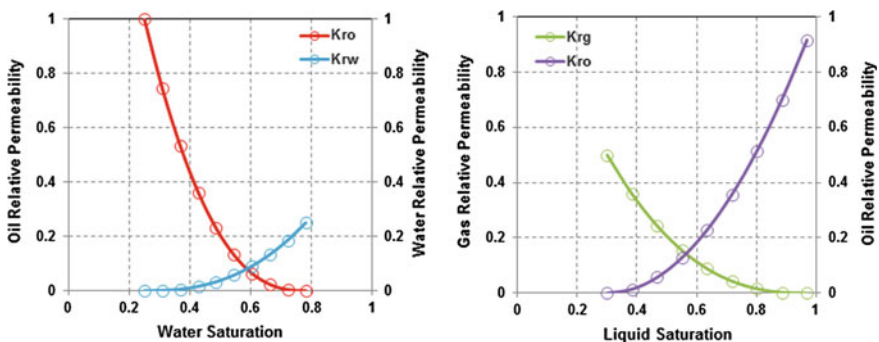 Kro
Krw
Oil Relative Permeability
1
0.8
0.6
0.4
0.2
0
1
0.8
0.6
0.4
0.2
0
Water Relative Permeability
0 0.2 0.4 0.6 0.8 1
Water Saturation
Krg
Kro
Gas Relative Permeability
1
0.8
0.6
0.4
0.2
0
1
0.8
0.6
0.4
0.2
0
Oil Relative Permeability
0 0.2 0.4 0.6 0.8 1
Liquid Saturation